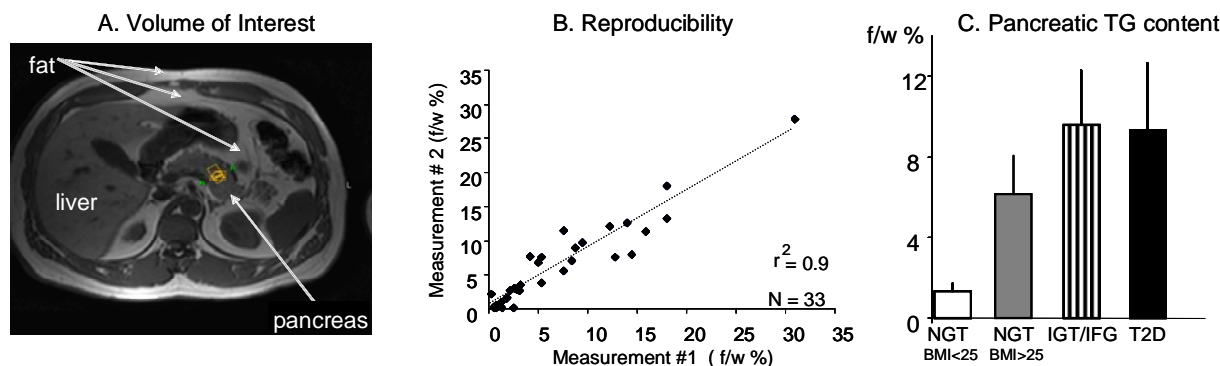 A. Volume of Interest
fat
liver
L
pancreas
B. Reproducibility
Measurement # 2 (f/w %)
35
30
25
20
15
10
5
0
r² = 0.9
N = 33
0 5 10 15 20 25 30 35
Measurement #1 ( f/w %)
C. Pancreatic TG content
f/w %
12
8
4
0
NGT NGT IGT/IFG T2D
BMI<25 BMI>25